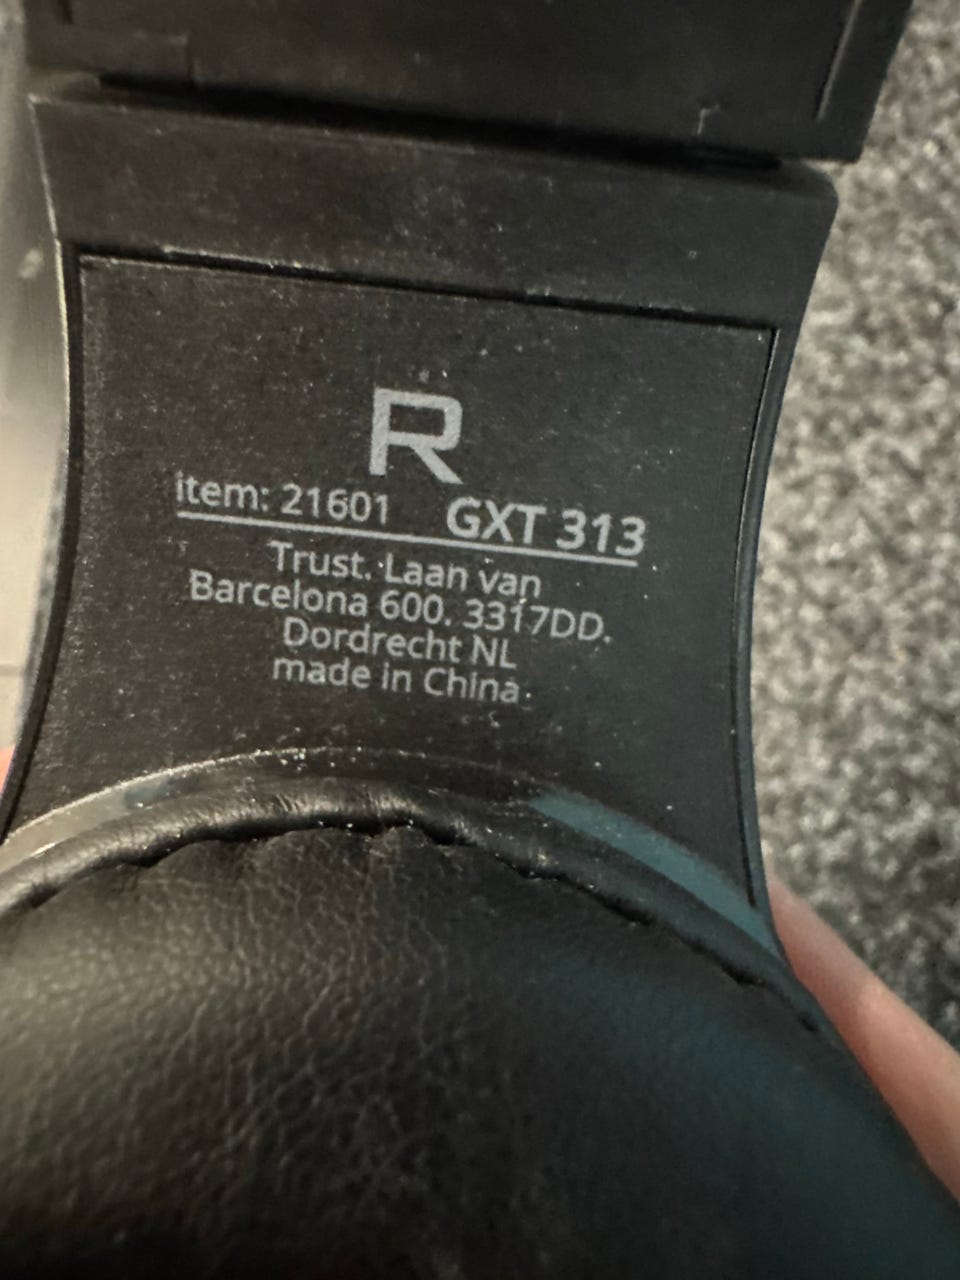 R
item: 21601 GXT 313
Trust. Laan van
Barcelona 600. 3317DD.
Dordrecht NL
made in China